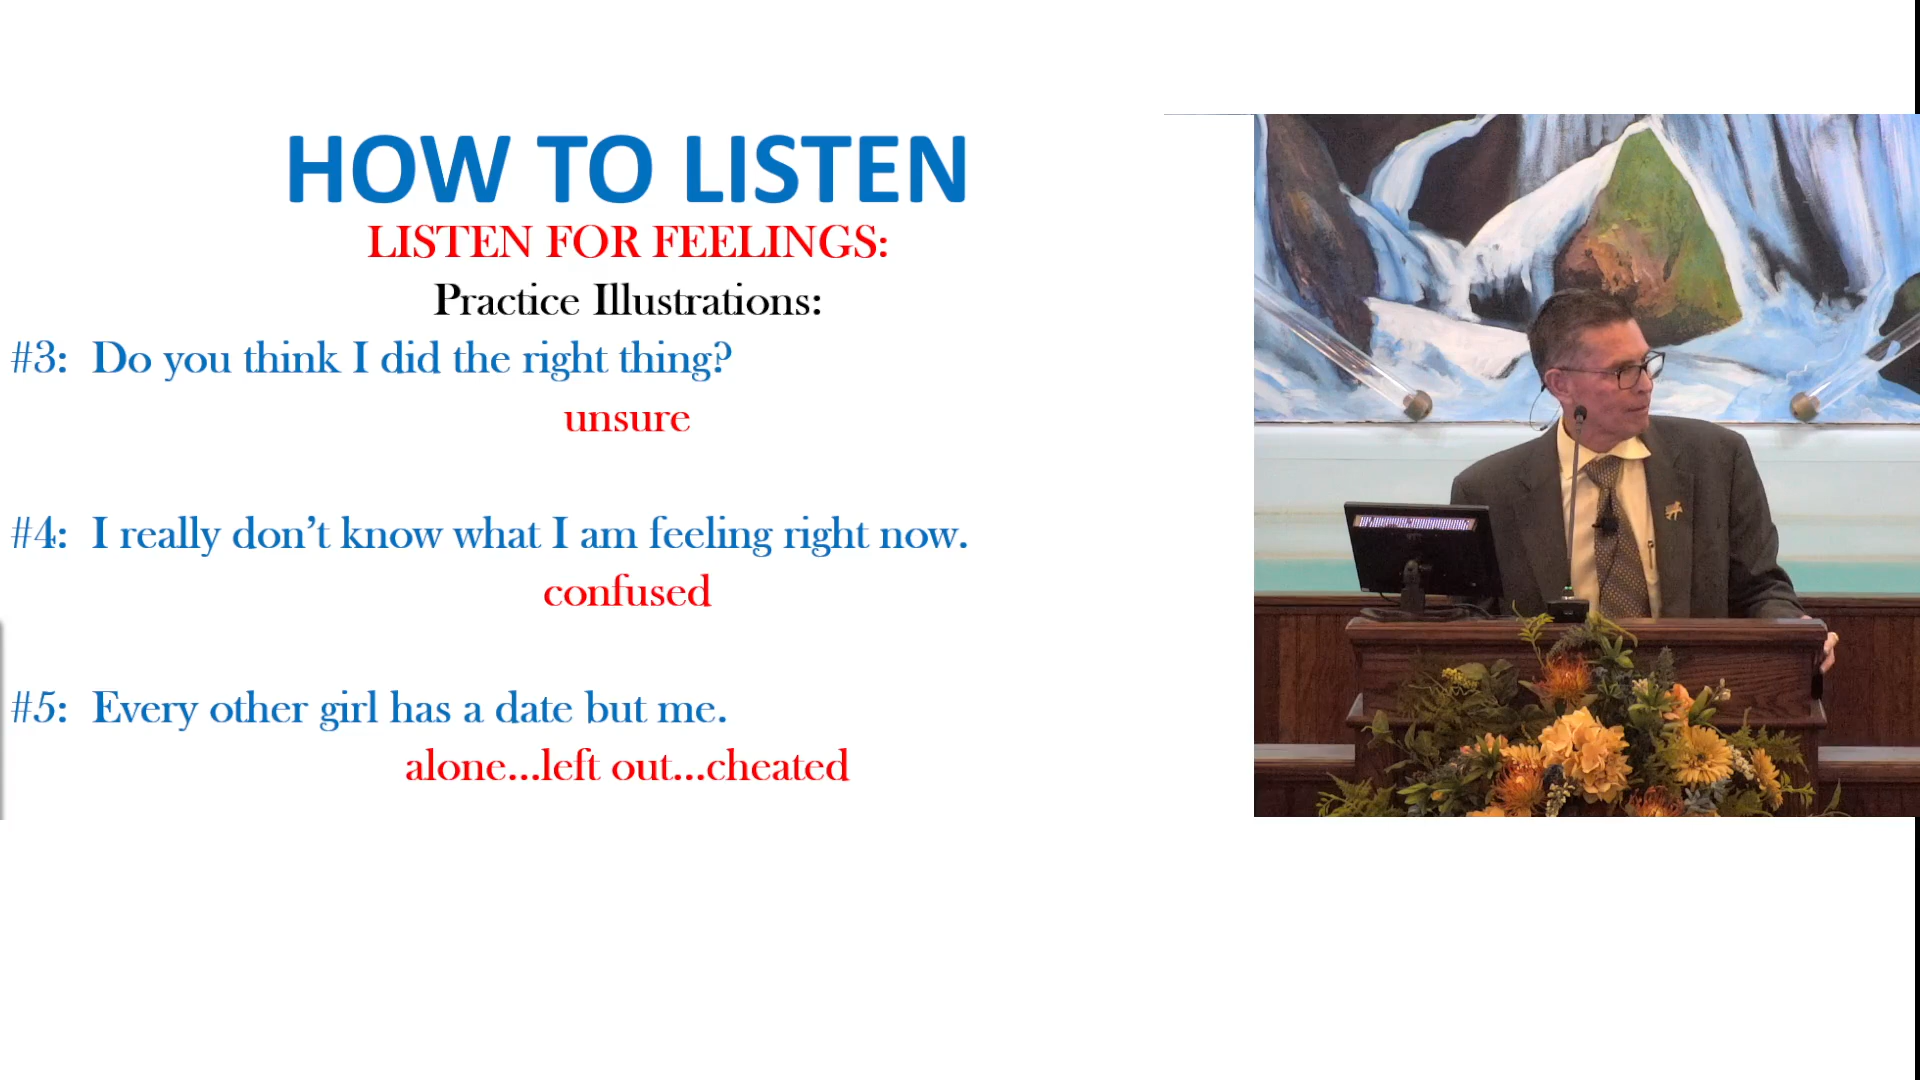 HOW TO LISTEN
LISTEN FOR FEELINGS:
Practice Illustrations:
#3: Do you think I did the right thing?
unsure
#4: I really don’t know what I am feeling right now.
confused
#5: Every other girl has a date but me.
alone...left out...cheated